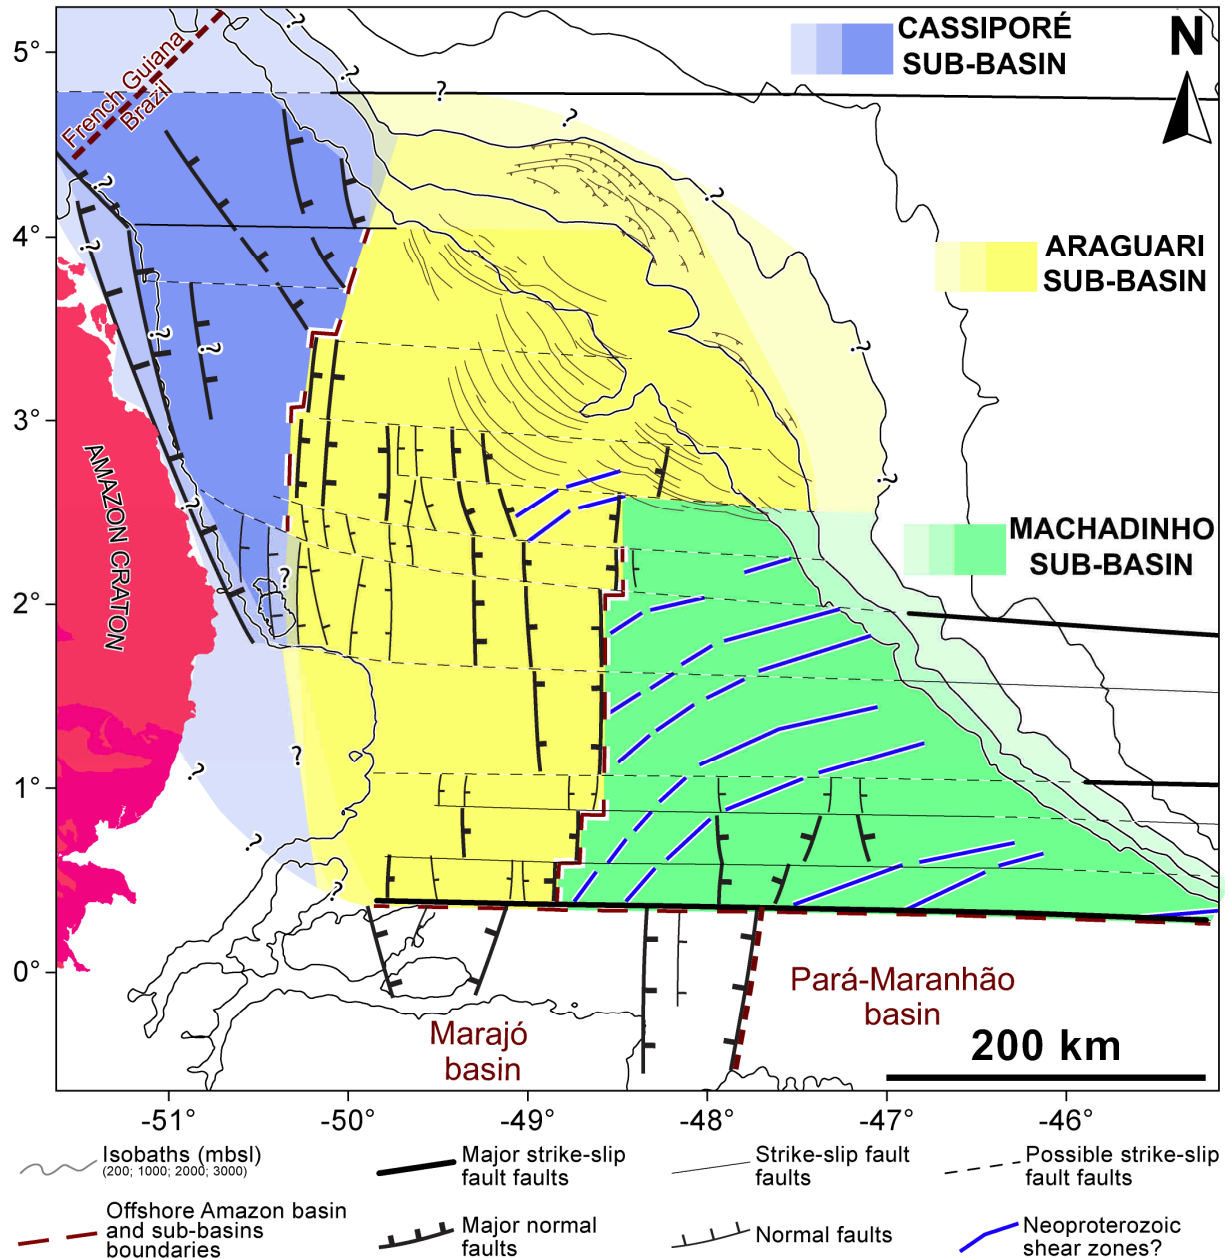 CASSIPORÉ
SUB-BASIN
N
5°
French Guiana
Brazil
?
?
?
?
?
?
?
4°
ARAGUARI
SUB-BASIN
?
?
?
3°
AMAZON CRATON
?
?
MACHADINHO
SUB-BASIN
?
2°
?
?
1°
?
?
0°
Pará-Maranhão
basin
Marajó
basin
200 km
-51°
-50°
-49°
-48°
-47°
-46°
Isobaths (mbsl)
(200; 1000; 2000; 3000)
Major strike-slip
fault faults
Strike-slip fault
faults
Possible strike-slip
fault faults
Offshore Amazon basin
and sub-basins
boundaries
Major normal
faults
Normal faults
Neoproterozoic
shear zones?